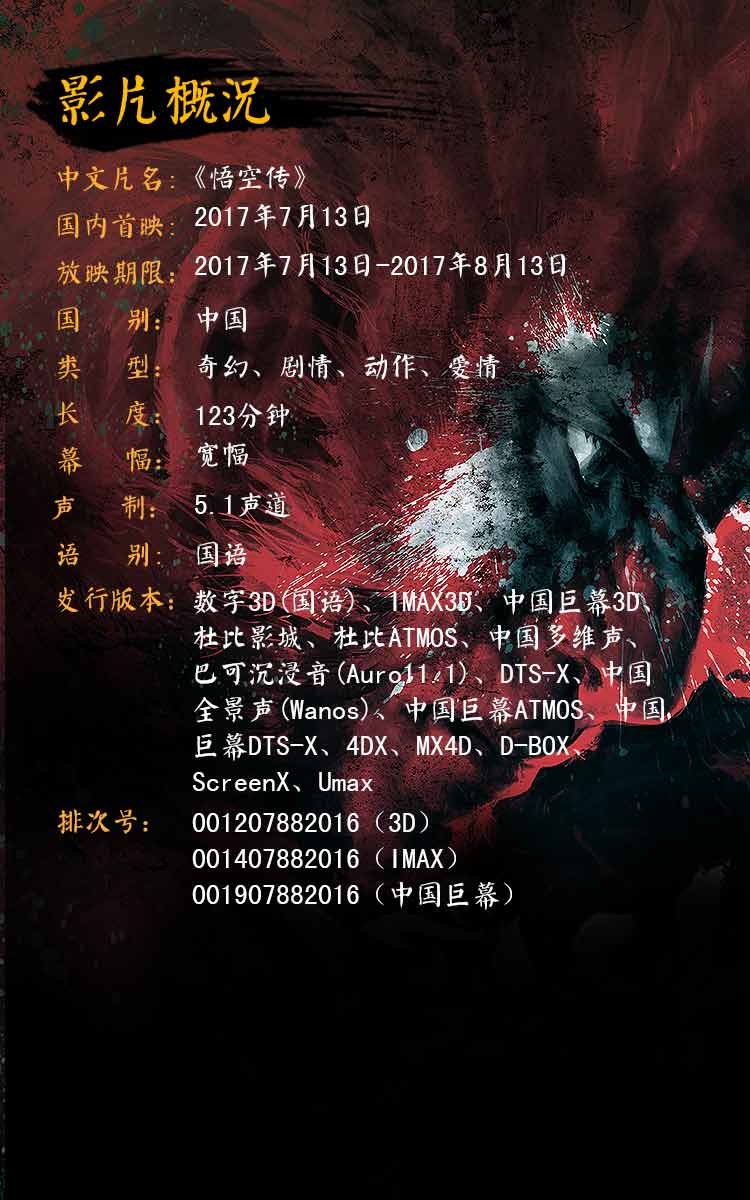 影片概况
中文片名:《悟空传》
国内首映: 2017年7月13日
放映期限: 2017年7月13日-2017年8月13日
国 别: 中国
类 型: 奇幻、剧情、动作、爱情
长 度: 123分钟
幕 幅: 宽幅
声 制: 5.1声道
语 别: 国语
发行版本: 数字3D(国语)、IMAX3D、中国巨幕3D、
杜比影城、杜比ATMOS、中国多维声、
巴可沉浸音(Auro11.1)、DTS-X、中国
全景声(Wanos)、中国巨幕ATMOS、中国
巨幕DTS-X、4DX、MX4D、D-BOX、
ScreenX、Umax
排次号: 001207882016（3D）
001407882016（IMAX）
001907882016（中国巨幕）